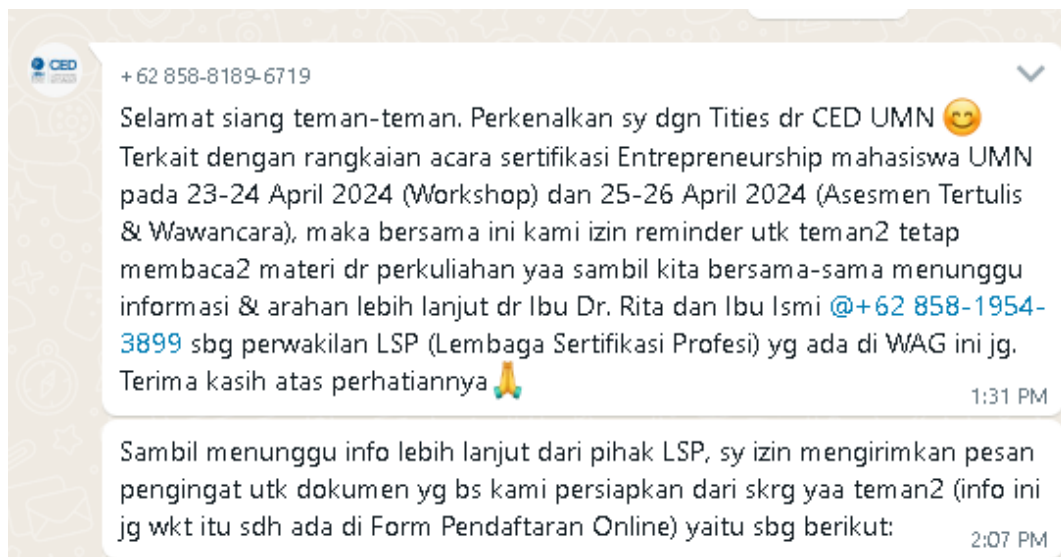 CED
+62 858-8189-6719
Selamat siang teman-teman. Perkenalkan sy dgn Tities dr CED UMN 😊
Terkait dengan rangkaian acara sertifikasi Entrepreneurship mahasiswa UMN
pada 23-24 April 2024 (Workshop) dan 25-26 April 2024 (Asesmen Tertulis
& Wawancara), maka bersama ini kami izin reminder utk teman2 tetap
membaca2 materi dr perkuliahan yaa sambil kita bersama-sama menunggu
informasi & arahan lebih lanjut dr Ibu Dr. Rita dan Ibu Ismi @+62 858-1954-
3899 sbg perwakilan LSP (Lembaga Sertifikasi Profesi) yg ada di WAG ini jg.
Terima kasih atas perhatiannya🙏
1:31 PM
Sambil menunggu info lebih lanjut dari pihak LSP, sy izin mengirimkan pesan
pengingat utk dokumen yg bs kami persiapkan dari skrg yaa teman2 (info ini
jg wkt itu sdh ada di Form Pendaftaran Online) yaitu sbg berikut:
2:07 PM